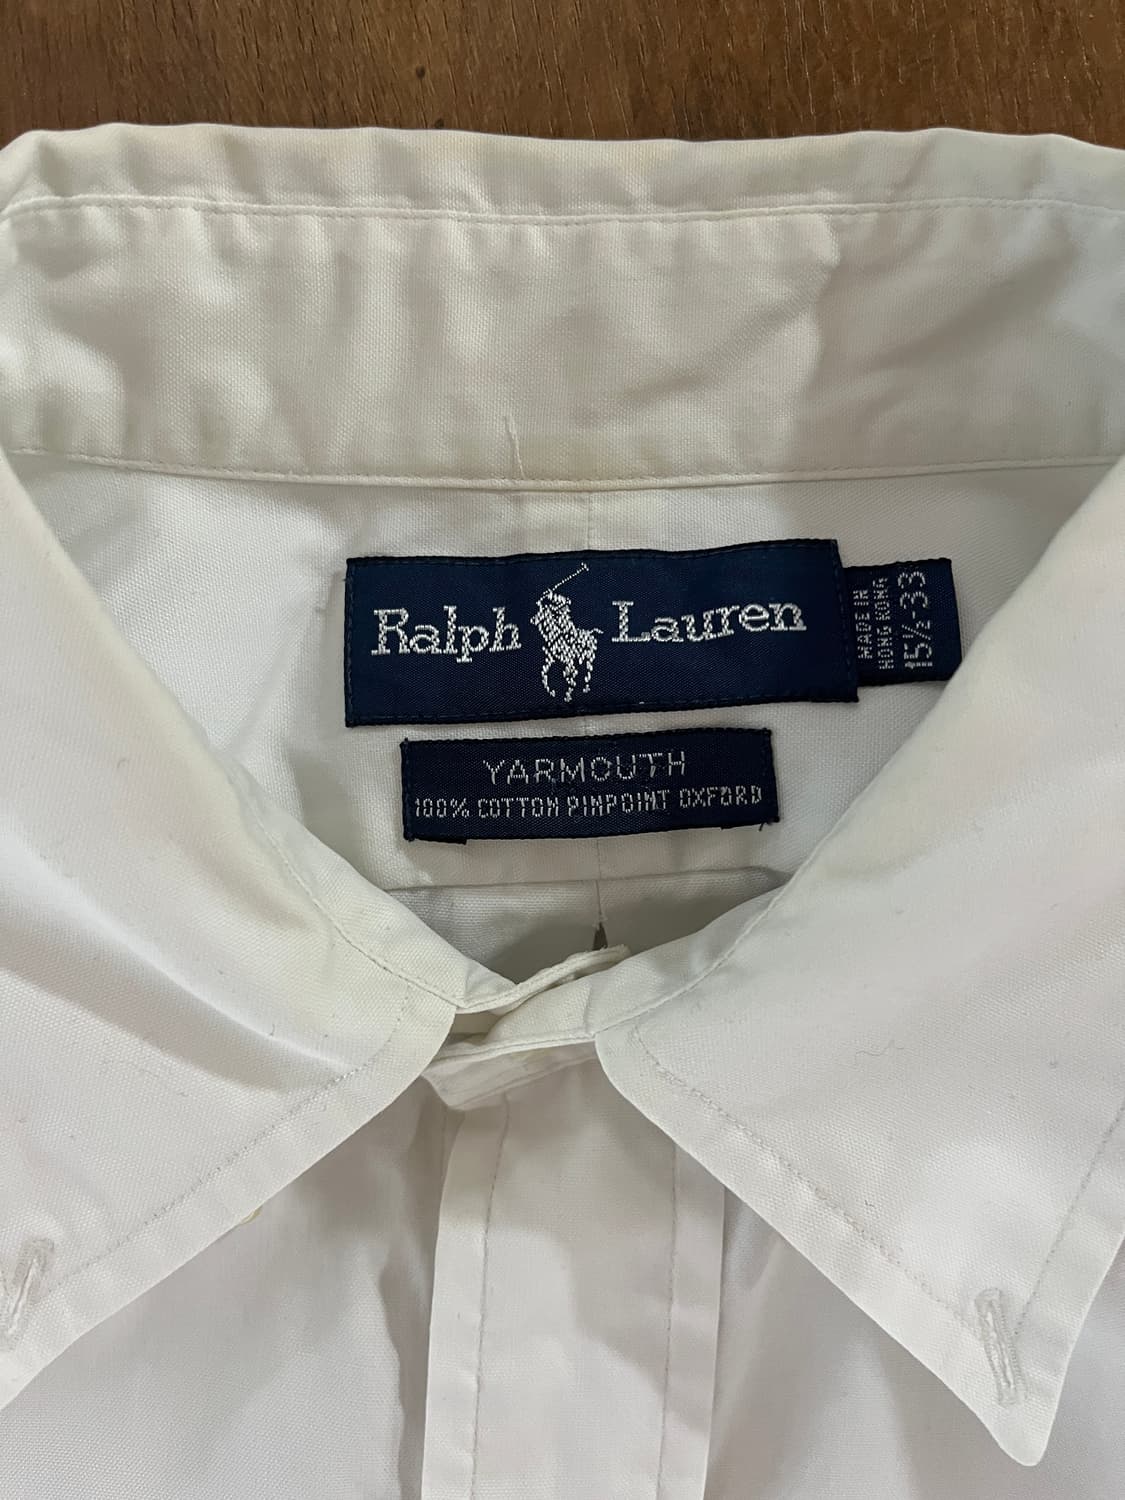 Ralph Lauren
MADE IN
HONG KONG
15½-33
YARMOUTH
100% COTTON PINPOINT OXFORD